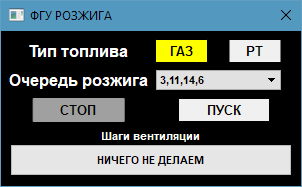 ФГУ РОЗЖИГА
Тип топлива ГАЗ РТ
Очередь розжига 3,11,14,6
СТОП ПУСК
Шаги вентиляции
НИЧЕГО НЕ ДЕЛАЕМ